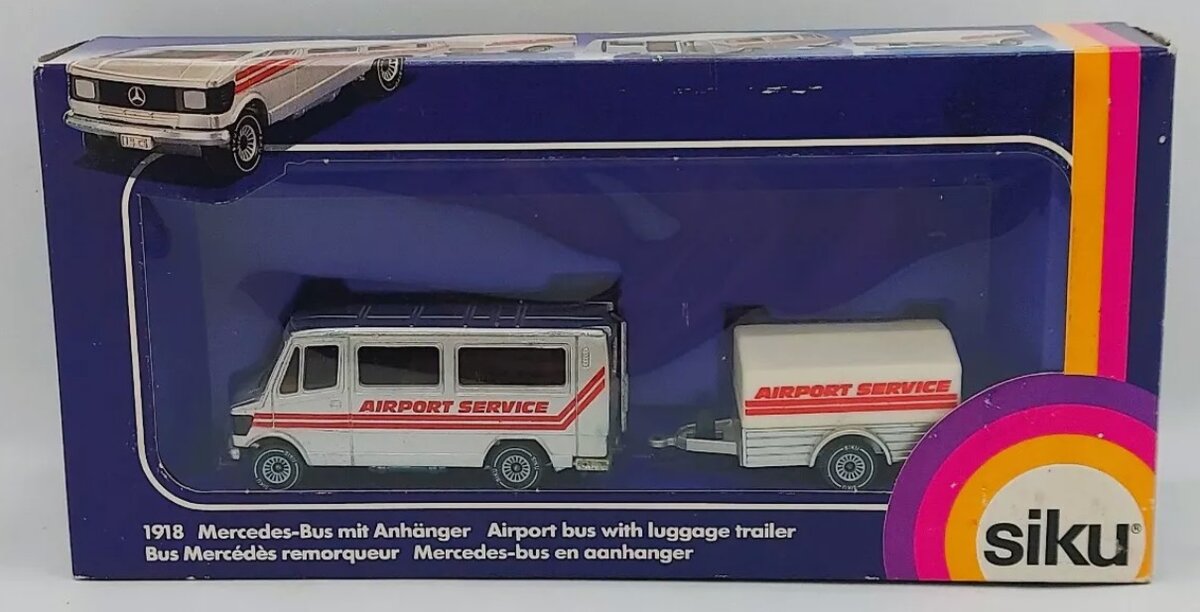 AIRPORT SERVICE
AIRPORT SERVICE
1918 Mercedes-Bus mit Anhänger Airport bus with luggage trailer
Bus Mercédès remorqueur Mercedes-bus en aanhanger
siku®